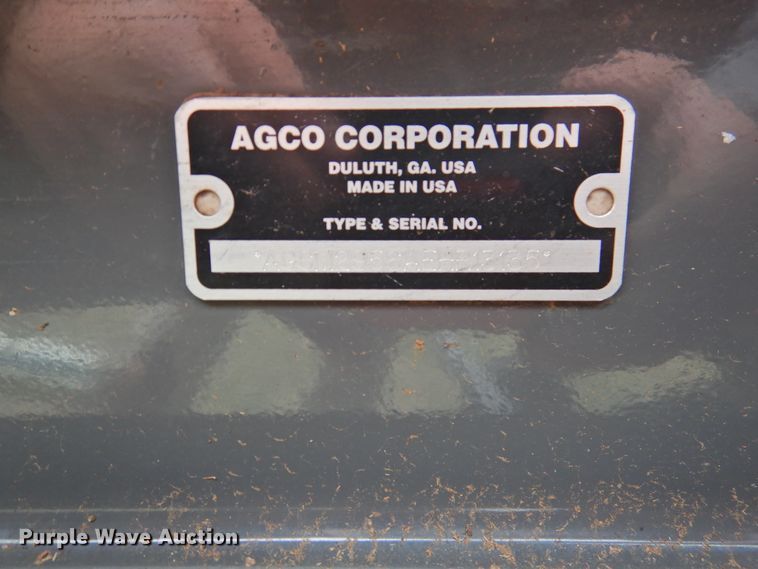 AGCO CORPORATION
DULUTH, GA. USA
MADE IN USA
TYPE & SERIAL NO.
Purple Wave Auction